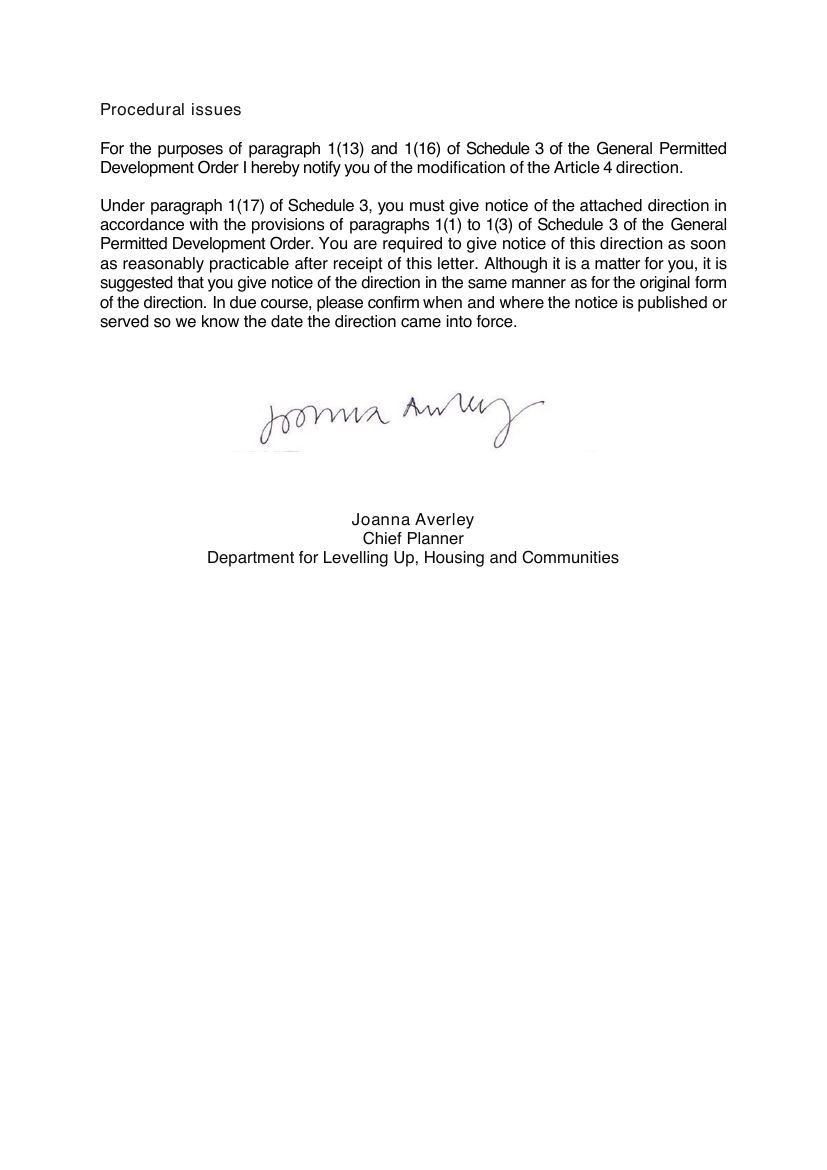 Procedural issues
For the purposes of paragraph 1(13) and 1(16) of Schedule 3 of the General Permitted
Development Order I hereby notify you of the modification of the Article 4 direction.
Under paragraph 1(17) of Schedule 3, you must give notice of the attached direction in
accordance with the provisions of paragraphs 1(1) to 1(3) of Schedule 3 of the General
Permitted Development Order. You are required to give notice of this direction as soon
as reasonably practicable after receipt of this letter. Although it is a matter for you, it is
suggested that you give notice of the direction in the same manner as for the original form
of the direction. In due course, please confirm when and where the notice is published or
served so we know the date the direction came into force.
Joanna Averley
Joanna Averley
Chief Planner
Department for Levelling Up, Housing and Communities